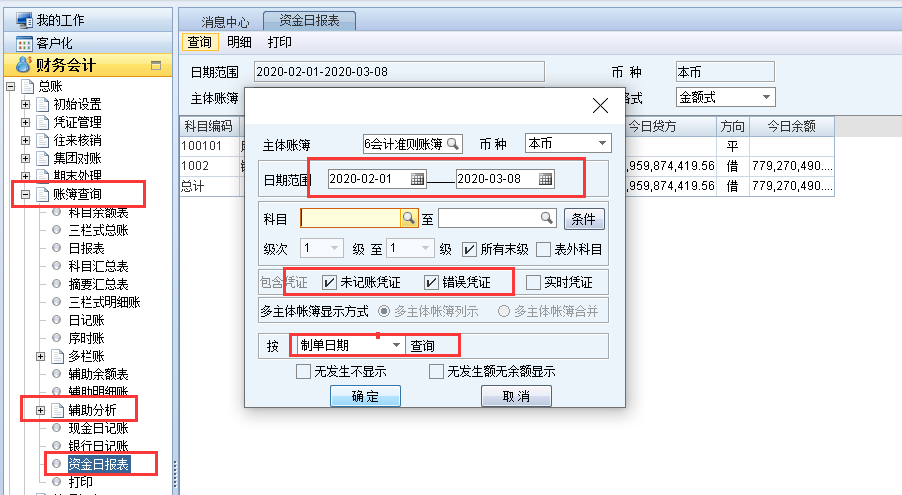 我的工作
客户化
财务会计
总账
初始设置
凭证管理
往来核销
集团对账
期末处理
账簿查询
科目余额表
三栏式总账
日报表
科目汇总表
摘要汇总表
三栏式明细账
日记账
序时账
多栏账
辅助余额表
辅助明细账
辅助分析
现金日记账
银行日记账
资金日报表
打印
消息中心 资金日报表
查询 明细 打印
日期范围 2020-02-01-2020-03-08 币 种 本币
主体账簿 格式 金额式
科目编码 今日贷方 方向 今日余额
100101 平
1002 ,959,874,419.56 借 779,270,490...
总计 ,959,874,419.56 借 779,270,490...
主体账簿 6会计准则账簿 币 种 本币
日期范围 2020-02-01 —— 2020-03-08
科目 至 条件
级次 1 级 至 1 级 所有末级 表外科目
包含凭证 未记账凭证 错误凭证 实时凭证
多主体帐簿显示方式 多主体帐簿列示 多主体帐簿合并
按 制单日期 查询
无发生不显示 无发生额无余额显示
确 定 取 消